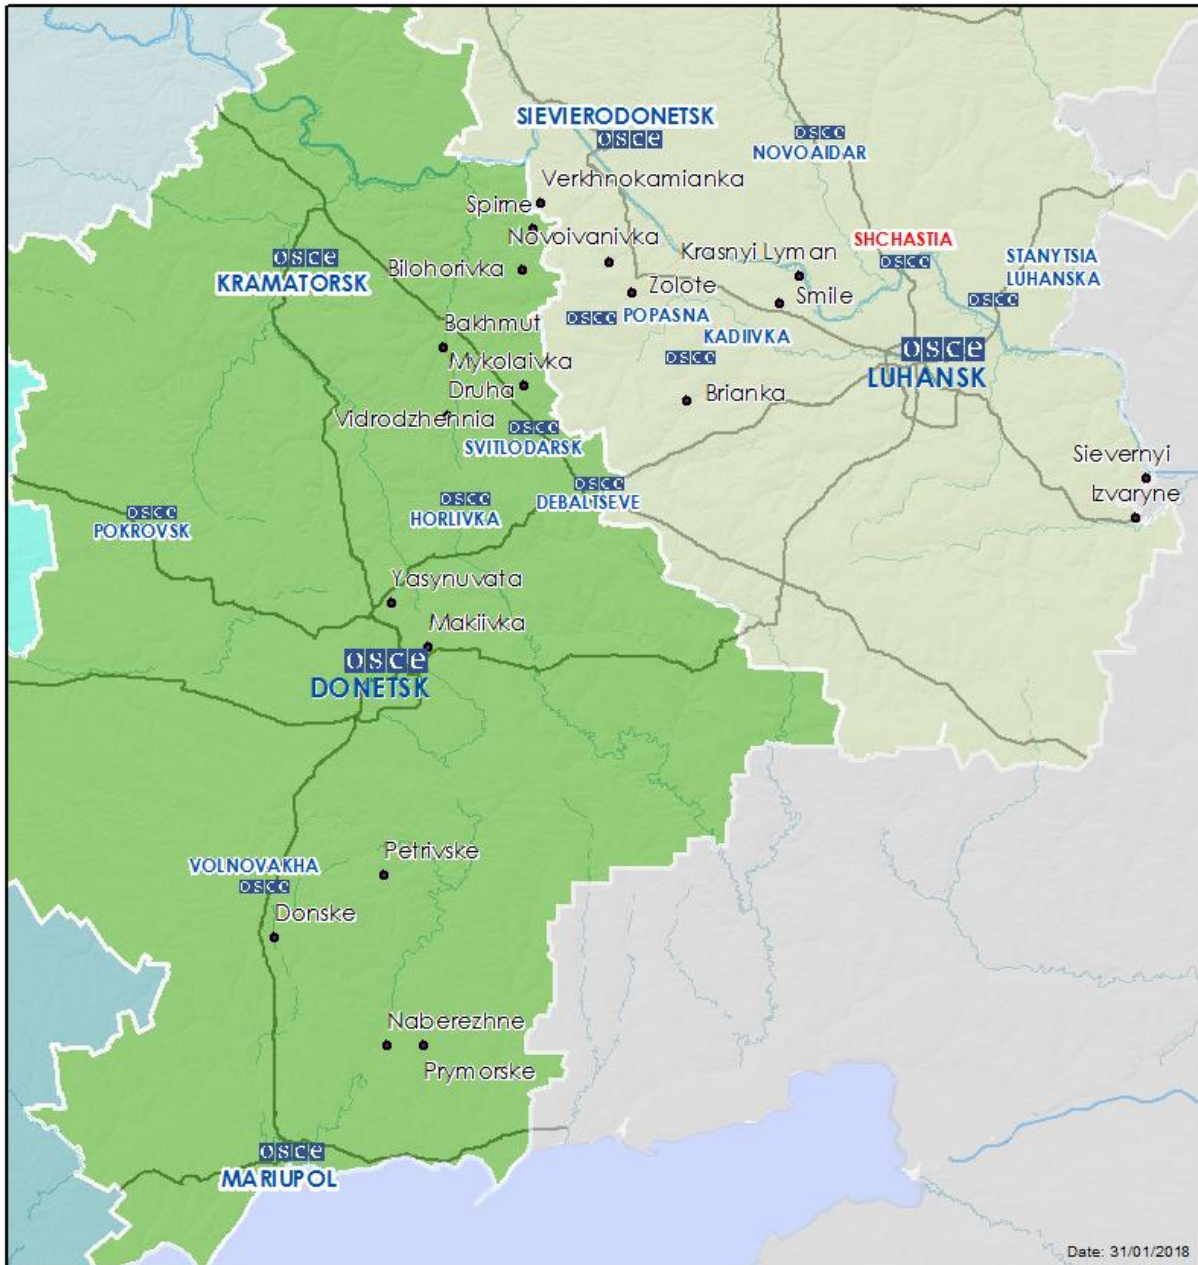 SIEVIERODONETSK
osce
osce
NOVOAIDAR
Verkhnokamianka
Spirne
Novoivanivka
SHCHASTIA
osce
STANYTSIA
LUHANSKA
osce
osce
KRAMATORSK
Bilohorivka
Krasnyi Lyman
Zolote
Smile
osce
POPASNA
KADIIVKA
osce
Bakhmut
Mykolaivka
Druha
osce
LUHANSK
Brianka
Vidrodzhennia
osce
SVITLODARSK
Sievernyi
Izvaryne
osce
DEBALTSEVE
osce
HORLIVKA
osce
POKROVSK
Yasynuvata
Makiivka
osce
DONETSK
VOLNOVAKHA
osce
Petrivske
Donske
Naberezhne
Prymorske
osce
MARIUPOL
Date: 31/01/2018